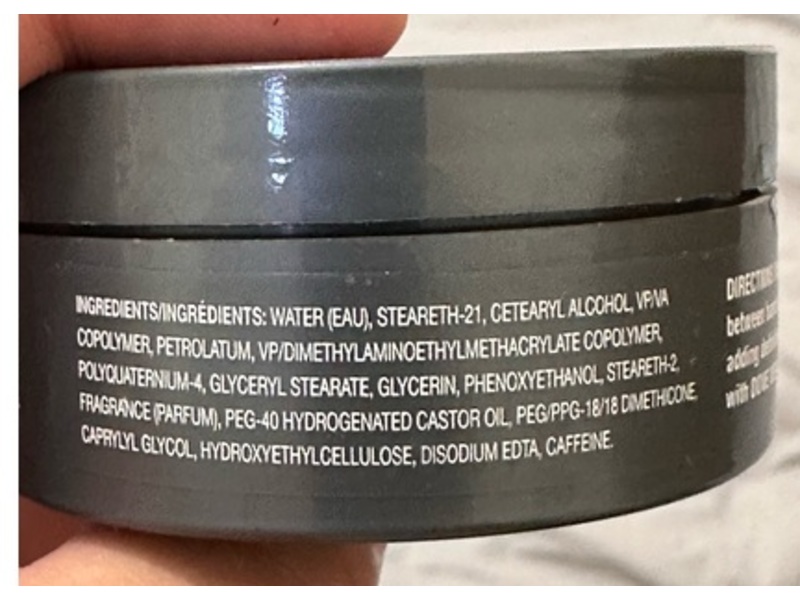 INGREDIENTS/INGRÉDIENTS: WATER (EAU), STEARETH-21, CETEARYL ALCOHOL, VP/VA
COPOLYMER, PETROLATUM, VP/DIMETHYLAMINOETHYLMETHACRYLATE COPOLYMER,
POLYQUATERNIUM-4, GLYCERYL STEARATE, GLYCERIN, PHENOXYETHANOL, STEARETH-2,
FRAGRANCE (PARFUM), PEG-40 HYDROGENATED CASTOR OIL, PEG/PPG-18/18 DIMETHICONE,
CAPRYLYL GLYCOL, HYDROXYETHYLCELLULOSE, DISODIUM EDTA, CAFFEINE.
between
adding
with